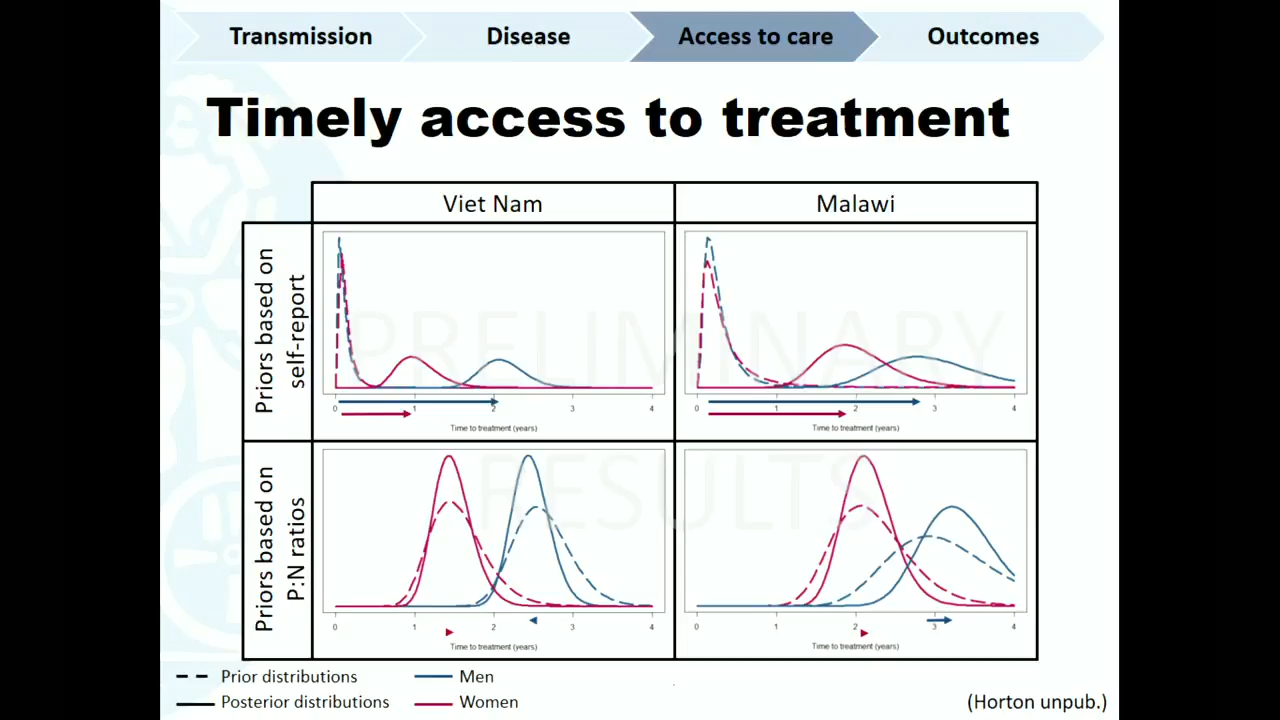 Transmission
Disease
Access to care
Outcomes
Timely access to treatment
Viet Nam
Malawi
Priors based on
self-report
PRELIMINARY
RESULTS
0 1 2 3 4
Time to treatment (years)
0 1 2 3 4
Time to treatment (years)
Priors based on
P:N ratios
0 1 2 3 4
Time to treatment (years)
0 1 2 3 4
Time to treatment (years)
Prior distributions
Men
Posterior distributions
Women
(Horton unpub.)